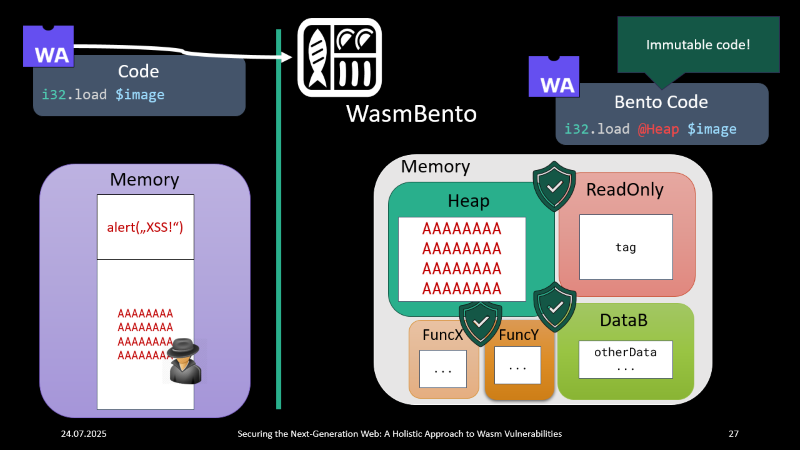 WA
Code
i32.load $image
Memory
alert(„XSS!“)
AAAAAAAA
AAAAAAAA
AAAAAAAA
AAAAAAAA
WasmBento
Immutable code!
WA
Bento Code
i32.load @Heap $image
Memory
Heap
AAAAAAAA
AAAAAAAA
AAAAAAAA
AAAAAAAA
ReadOnly
tag
FuncX
...
FuncY
...
DataB
otherData
...
24.07.2025
Securing the Next-Generation Web: A Holistic Approach to Wasm Vulnerabilities
27